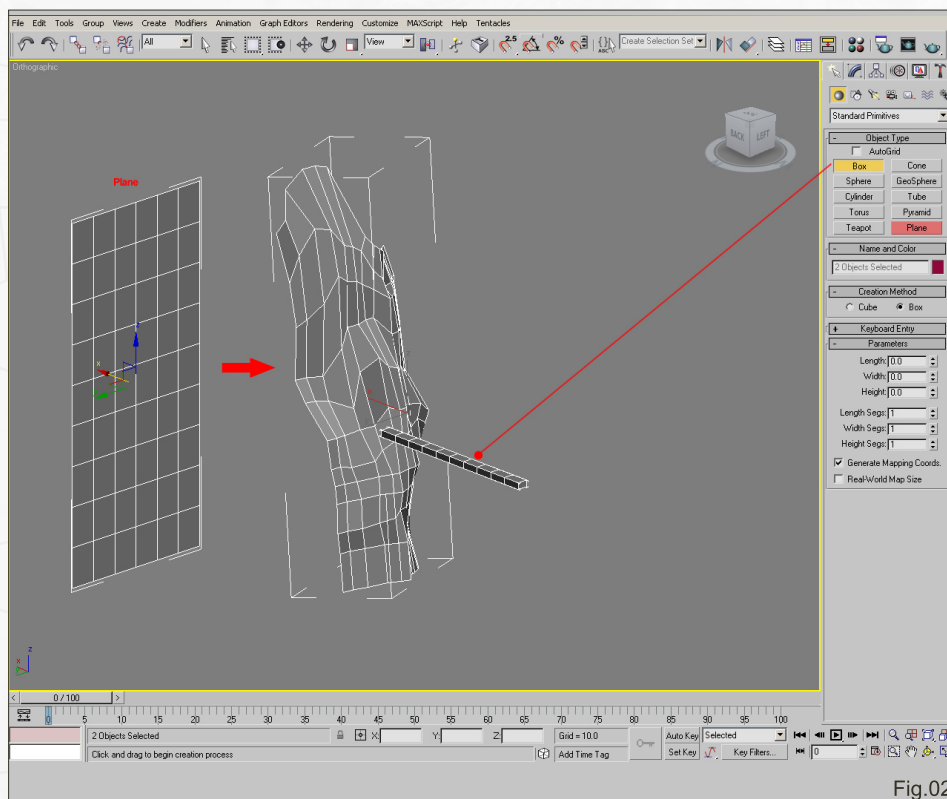 File Edit Tools Group Views Create Modifiers Animation Graph Editors Rendering Customize MAXScript Help Tentacles
All View 2.5 ABC Create Selection Set
Orthographic
BACK LEFT
Plane
Standard Primitives
- Object Type
AutoGrid
Box Cone
Sphere GeoSphere
Cylinder Tube
Torus Pyramid
Teapot Plane
- Name and Color
2 Objects Selected
- Creation Method
Cube Box
+ Keyboard Entry
- Parameters
Length: 0.0
Width: 0.0
Height: 0.0
Length Segs: 1
Width Segs: 1
Height Segs: 1
Generate Mapping Coords.
Real-World Map Size
z
x
< 0 / 100 >
0 5 10 15 20 25 30 35 40 45 50 55 60 65 70 75 80 85 90 95 100
2 Objects Selected X: Y: Z: Grid = 10.0 Auto Key Selected
Click and drag to begin creation process Add Time Tag Set Key Key Filters... 0
Fig.02